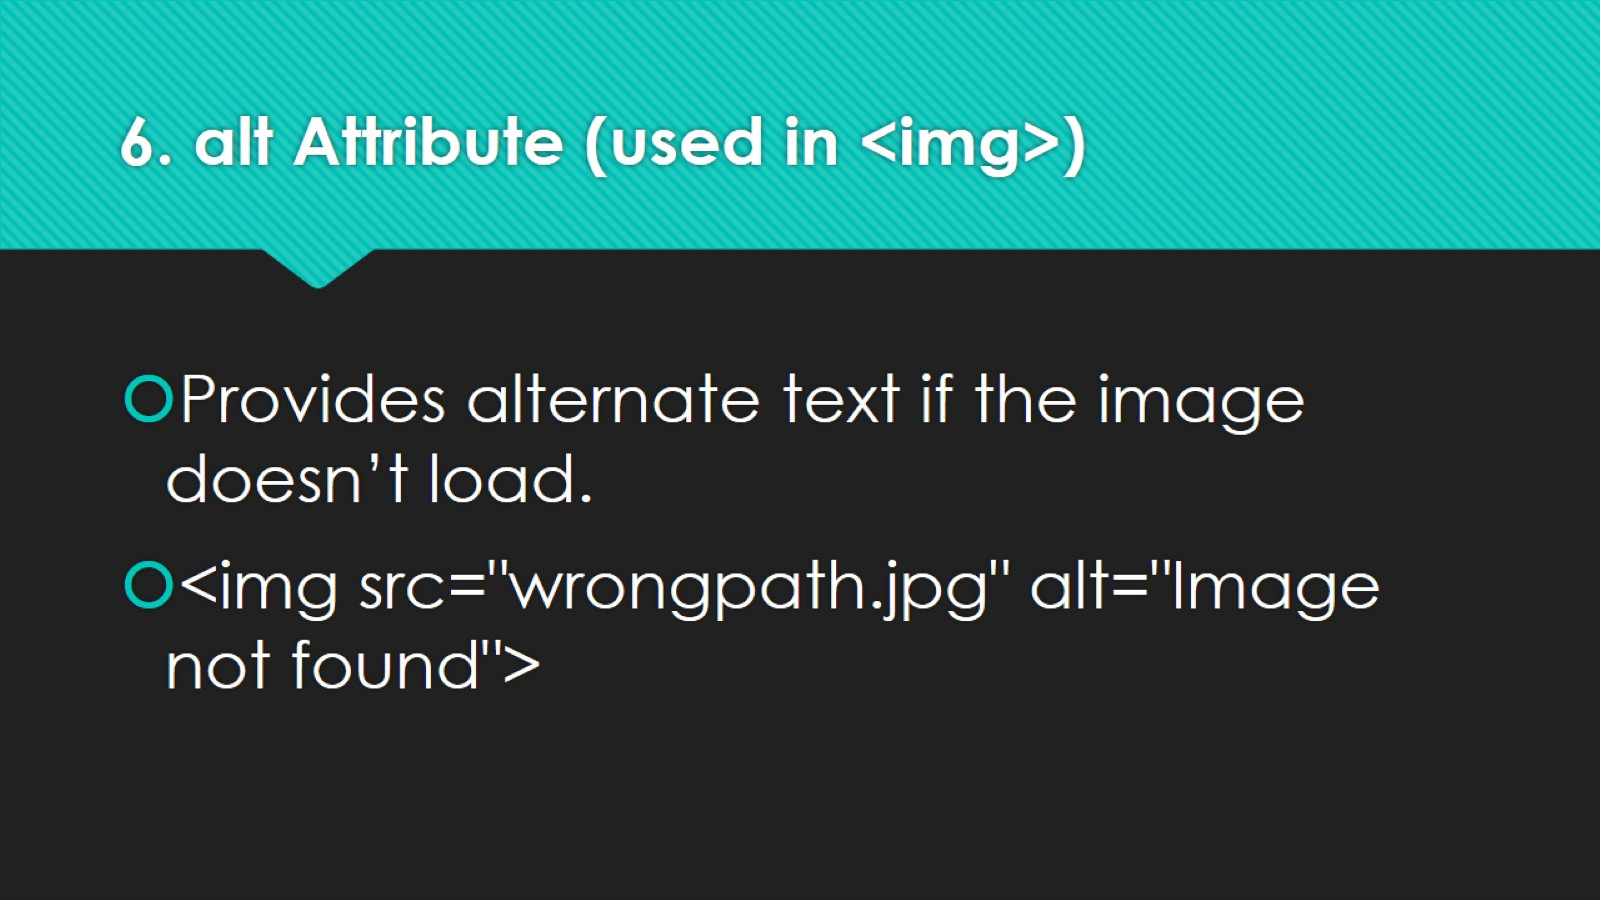 6. alt Attribute (used in <img>)
Provides alternate text if the image
doesn’t load.
<img src="wrongpath.jpg" alt="Image
not found">